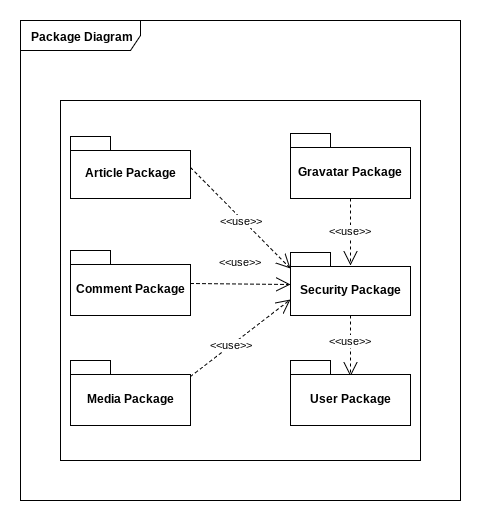 Package Diagram
Article Package
Gravatar Package
<<use>>
<<use>>
<<use>>
Comment Package
Security Package
<<use>>
<<use>>
Media Package
User Package